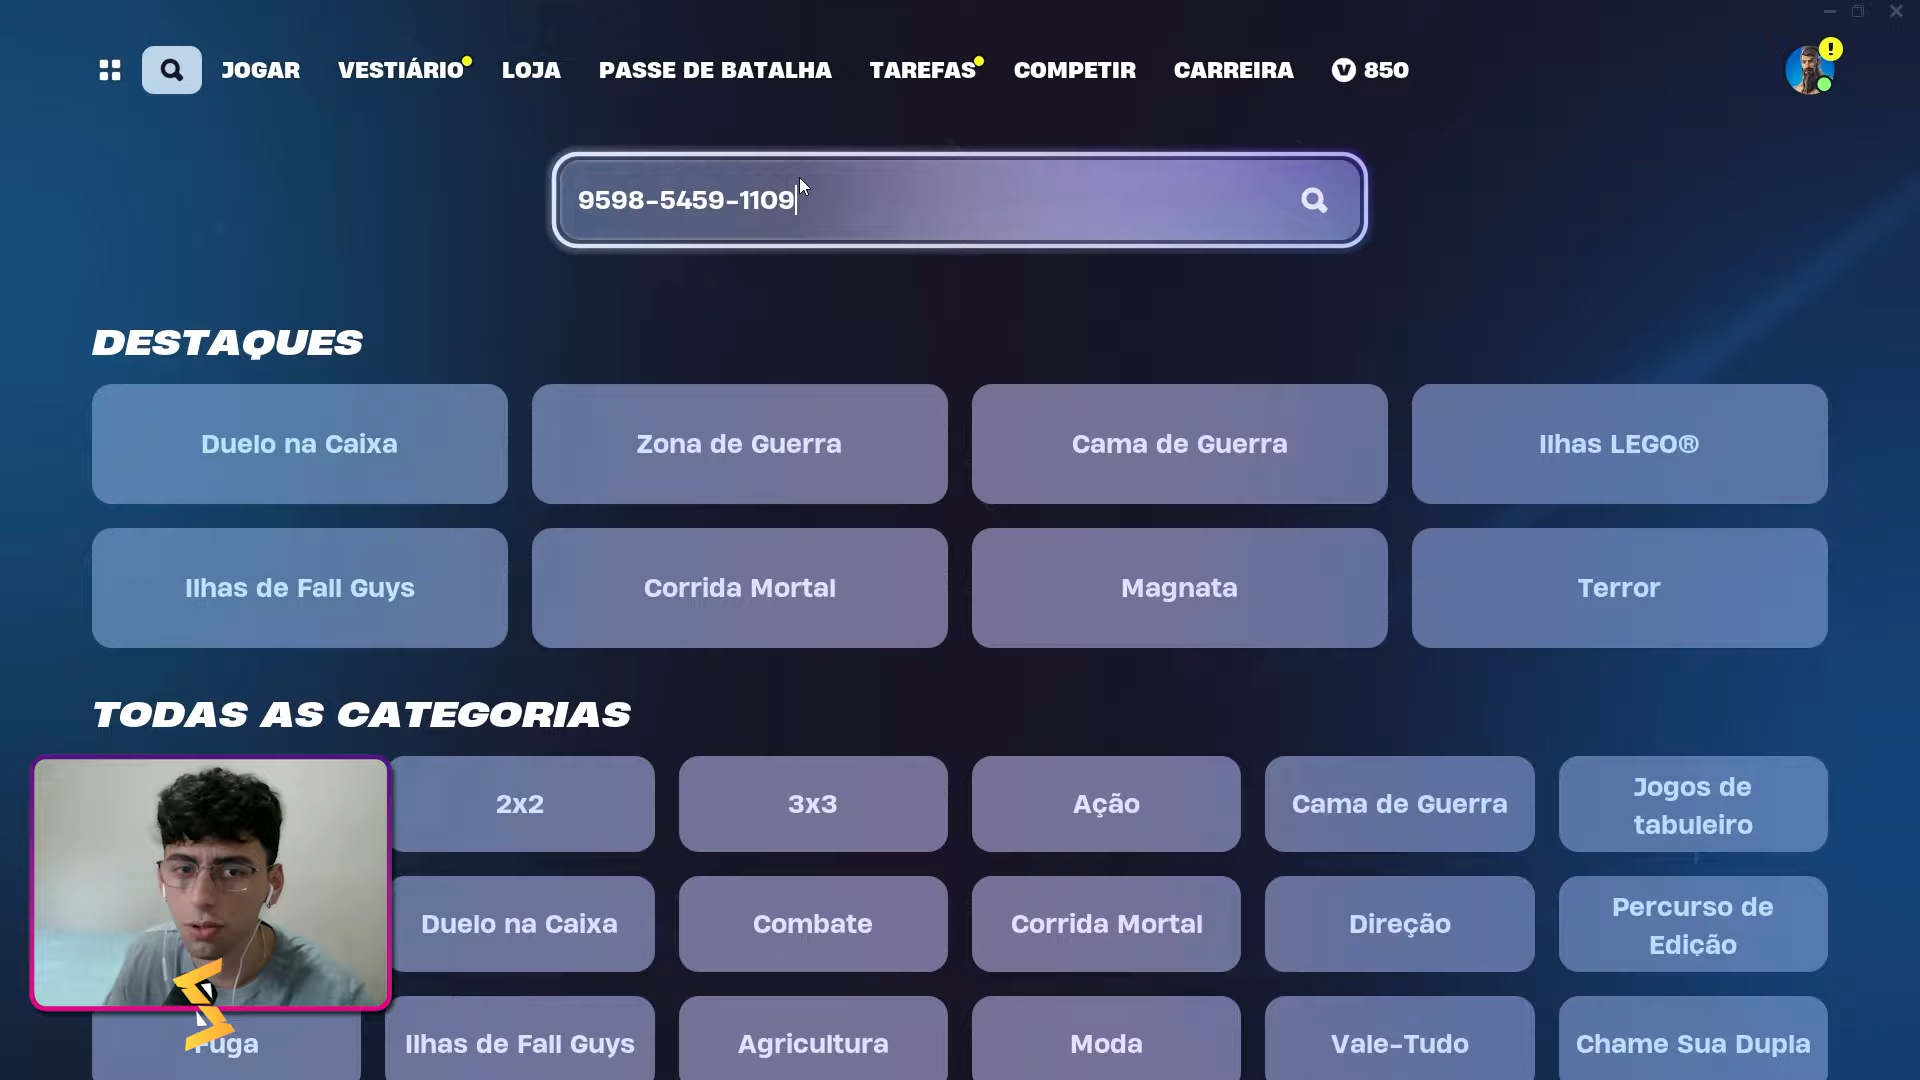 JOGAR VESTIÁRIO LOJA PASSE DE BATALHA TAREFAS COMPETIR CARREIRA V 850 !
9598-5459-1109
DESTAQUES
Duelo na Caixa Zona de Guerra Cama de Guerra Ilhas LEGO®
Ilhas de Fall Guys Corrida Mortal Magnata Terror
TODAS AS CATEGORIAS
2x2 3x3 Ação Cama de Guerra Jogos de
tabuleiro
Duelo na Caixa Combate Corrida Mortal Direção Percurso de
Edição
Fuga Ilhas de Fall Guys Agricultura Moda Vale-Tudo Chame Sua Dupla